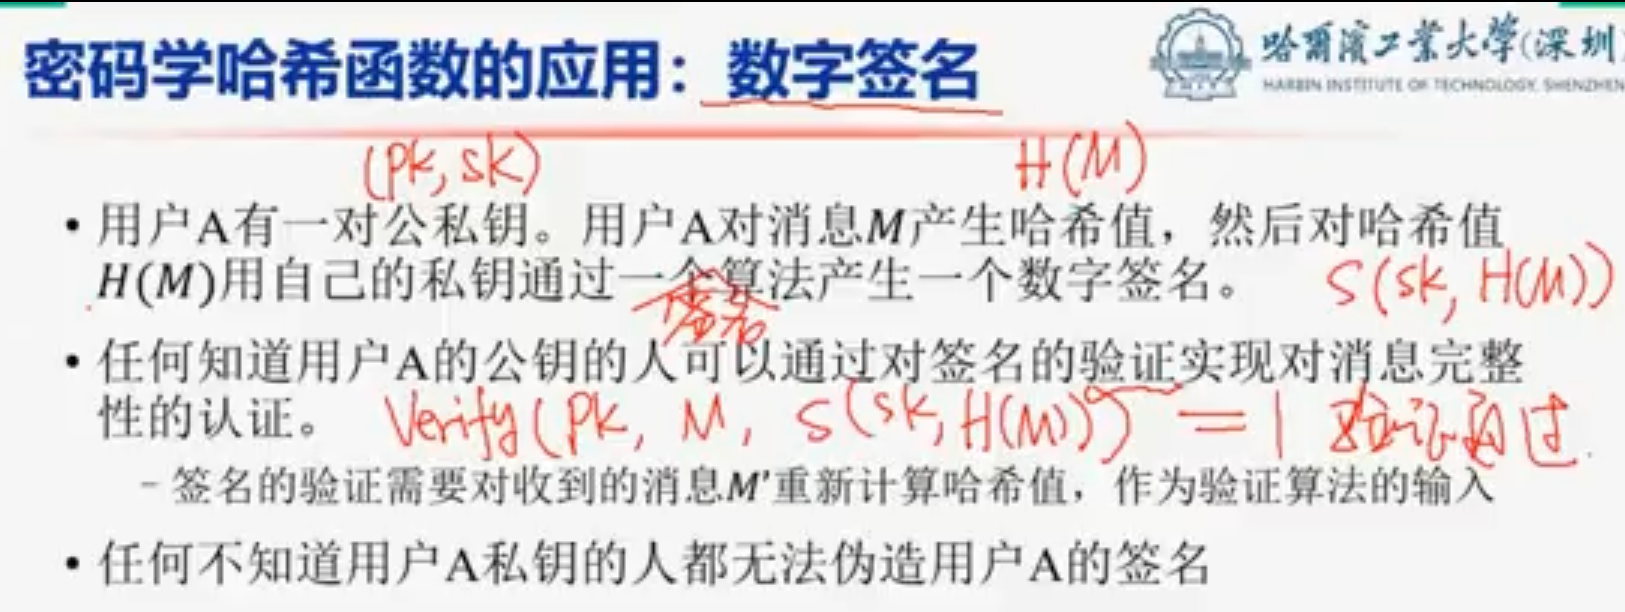 密码学哈希函数的应用：数字签名
哈尔滨工业大学(深圳)
HARBIN INSTITUTE OF TECHNOLOGY, SHENZHEN
(pk, sk)
H(M)
• 用户A有一对公私钥。用户A对消息M产生哈希值，然后对哈希值
H(M)用自己的私钥通过一个算法产生一个数字签名。
S(sk, H(M))
签名
• 任何知道用户A的公钥的人可以通过对签名的验证实现对消息完整
性的认证。
Verify(pk, M, S(sk, H(M))) = 1 验证通过.
- 签名的验证需要对收到的消息M'重新计算哈希值，作为验证算法的输入
• 任何不知道用户A私钥的人都无法伪造用户A的签名